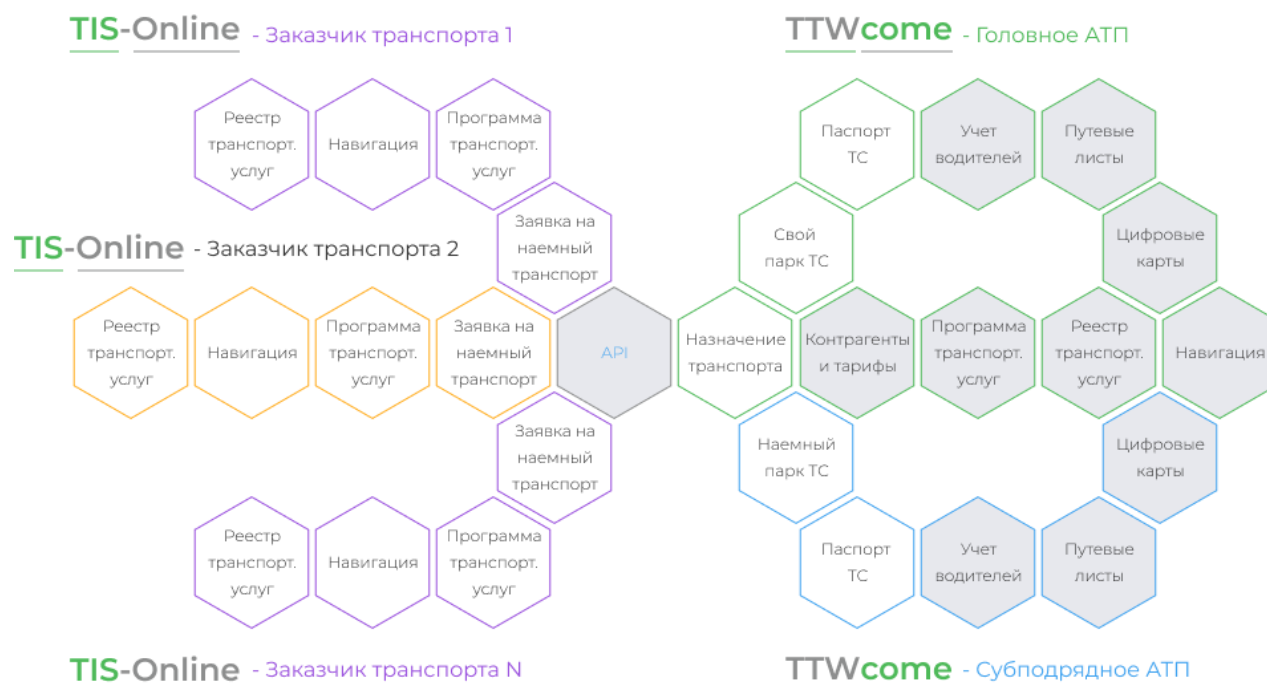 TIS-Online - Заказчик транспорта 1
TTWcome - Головное АТП
Реестр
транспорт.
услуг
Навигация
Программа
транспорт.
услуг
Паспорт
ТС
Учет
водителей
Путевые
листы
Заявка на
наемный
транспорт
Свой
парк ТС
Цифровые
карты
TIS-Online - Заказчик транспорта 2
Реестр
транспорт.
услуг
Навигация
Программа
транспорт.
услуг
Заявка на
наемный
транспорт
API
Назначение
транспорта
Контрагенты
и тарифы
Программа
транспорт.
услуг
Реестр
транспорт.
услуг
Навигация
Заявка на
наемный
транспорт
Наемный
парк ТС
Цифровые
карты
Реестр
транспорт.
услуг
Навигация
Программа
транспорт.
услуг
Паспорт
ТС
Учет
водителей
Путевые
листы
TIS-Online - Заказчик транспорта N
TTWcome - Субподрядное АТП